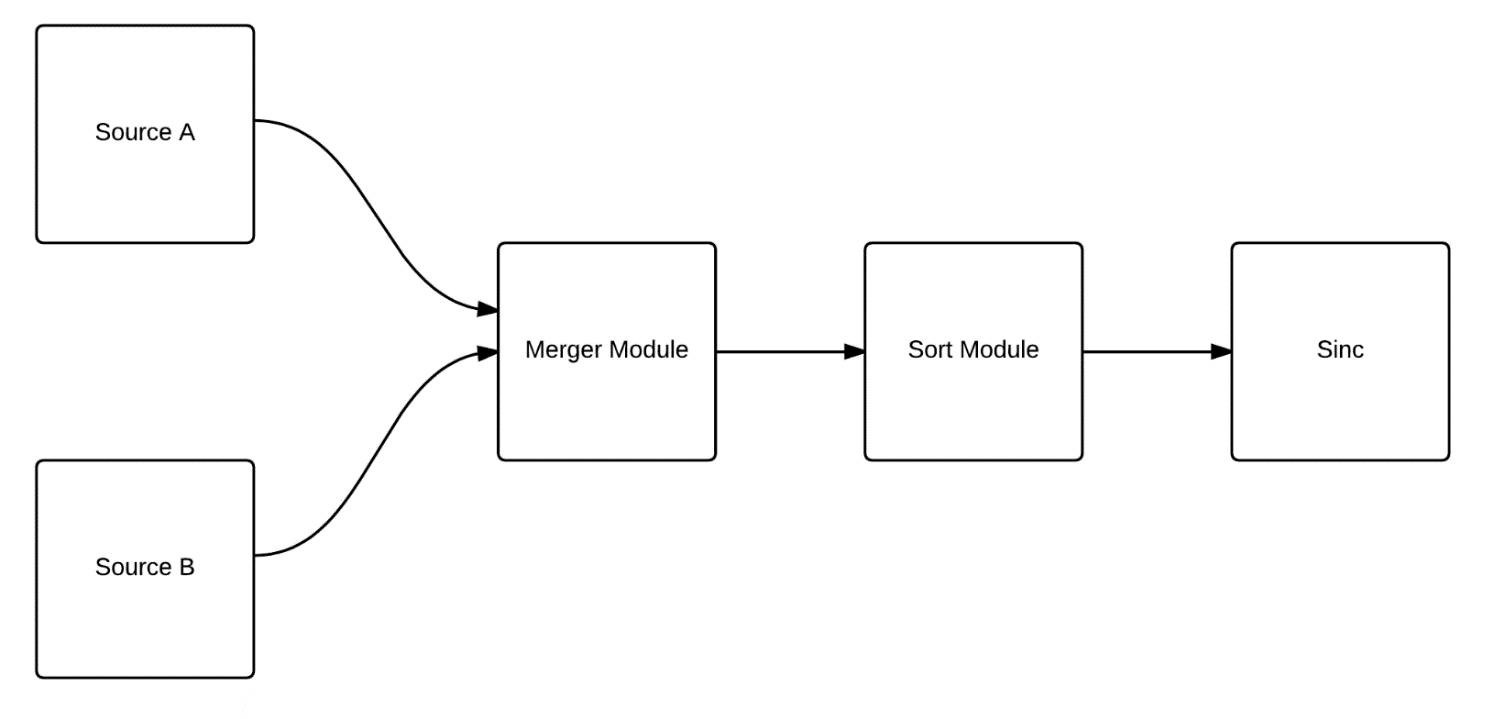 Source A
Merger Module
Sort Module
Sinc
Source B